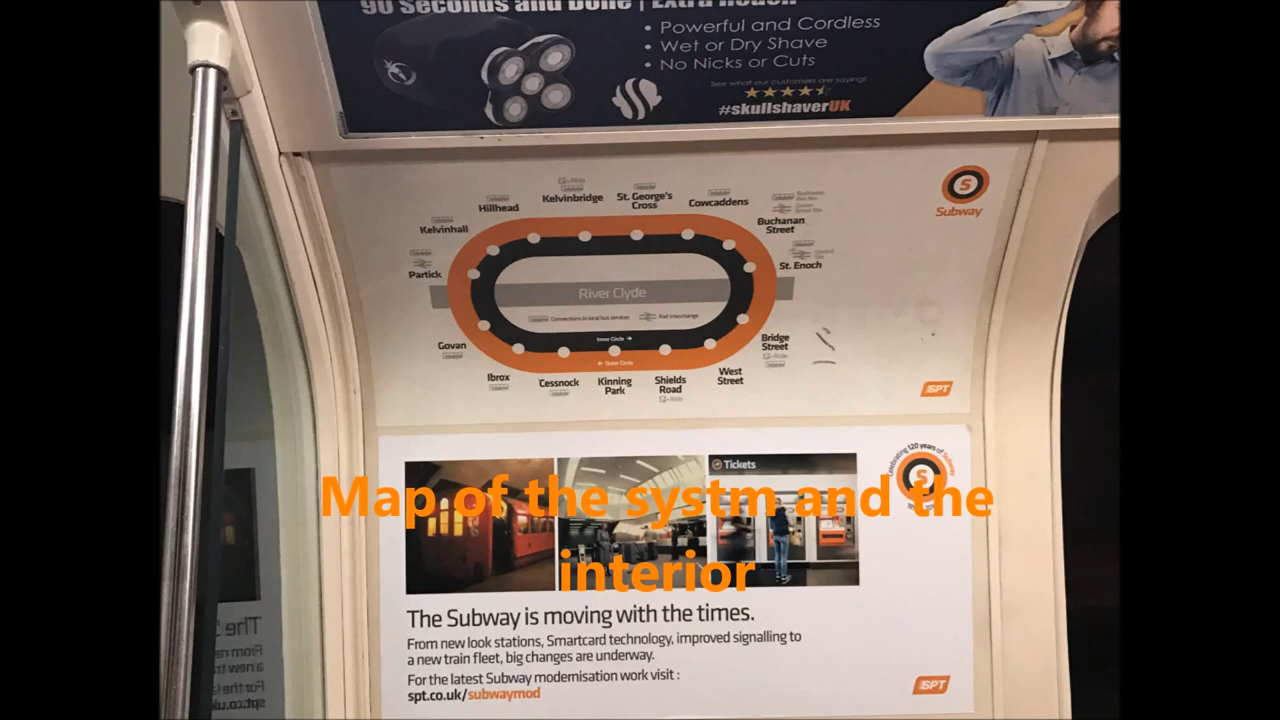 90 Seconds and Done | Extra Reach
• Powerful and Cordless
• Wet or Dry Shave
• No Nicks or Cuts
See what our customers are saying!
#skullshaverUK
S
Subway
P+Ride
Kelvinbridge
St. George's
Cross
Cowcaddens
Hillhead
Buchanan
Street
Kelvinhall
St. Enoch
Partick
River Clyde
Connections to local bus services
Rail Interchange
Inner Circle →
← Outer Circle
Govan
Ibrox
Cessnock
Kinning
Park
Shields
Road
P+Ride
West
Street
Bridge
Street
P+Ride
SPT
Tickets
Celebrating 120 years of Subway
S
Map of the systm and the
interior
The Subway is moving with the times.
From new look stations, Smartcard technology, improved signalling to
a new train fleet, big changes are underway.
For the latest Subway modernisation work visit :
spt.co.uk/subwaymod
SPT